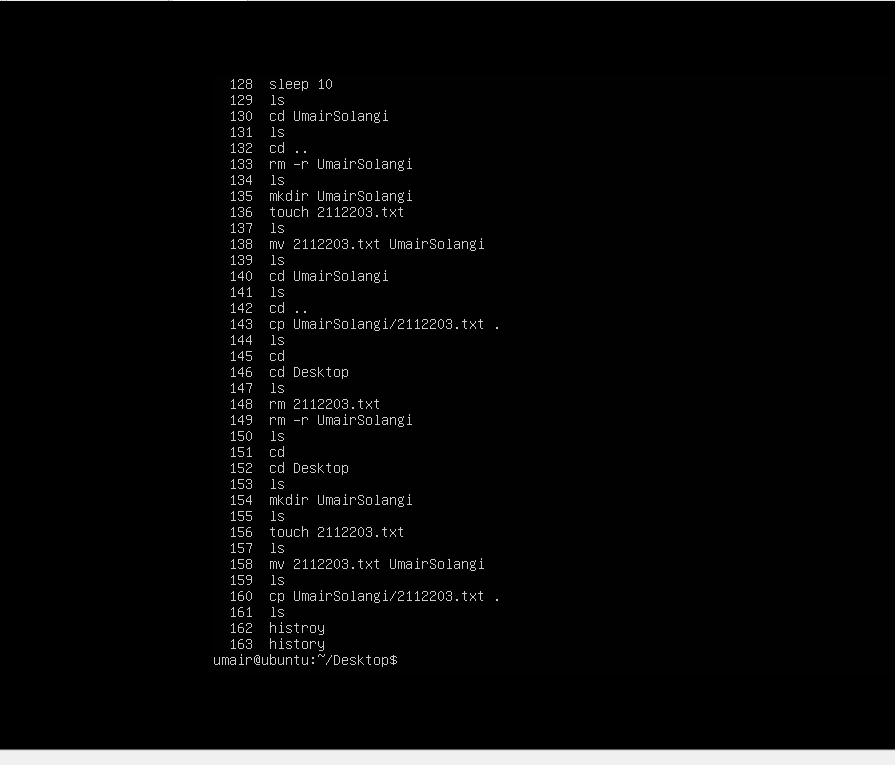 128 sleep 10
129 ls
130 cd UmairSolangi
131 ls
132 cd ..
133 rm -r UmairSolangi
134 ls
135 mkdir UmairSolangi
136 touch 2112203.txt
137 ls
138 mv 2112203.txt UmairSolangi
139 ls
140 cd UmairSolangi
141 ls
142 cd ..
143 cp UmairSolangi/2112203.txt .
144 ls
145 cd
146 cd Desktop
147 ls
148 rm 2112203.txt
149 rm -r UmairSolangi
150 ls
151 cd
152 cd Desktop
153 ls
154 mkdir UmairSolangi
155 ls
156 touch 2112203.txt
157 ls
158 mv 2112203.txt UmairSolangi
159 ls
160 cp UmairSolangi/2112203.txt .
161 ls
162 histroy
163 history
umair@ubuntu:~/Desktop$